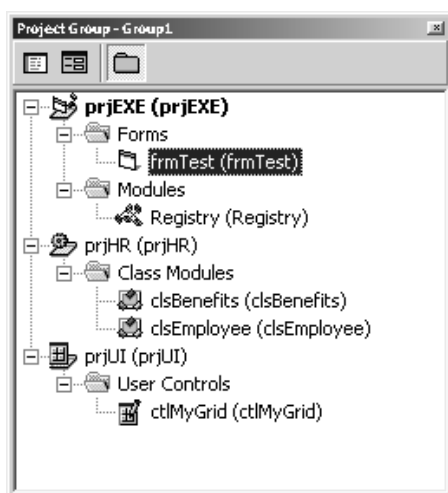 Project Group - Group1
prjEXE (prjEXE)
Forms
frmTest (frmTest)
Modules
Registry (Registry)
prjHR (prjHR)
Class Modules
clsBenefits (clsBenefits)
clsEmployee (clsEmployee)
prjUI (prjUI)
User Controls
ctlMyGrid (ctlMyGrid)